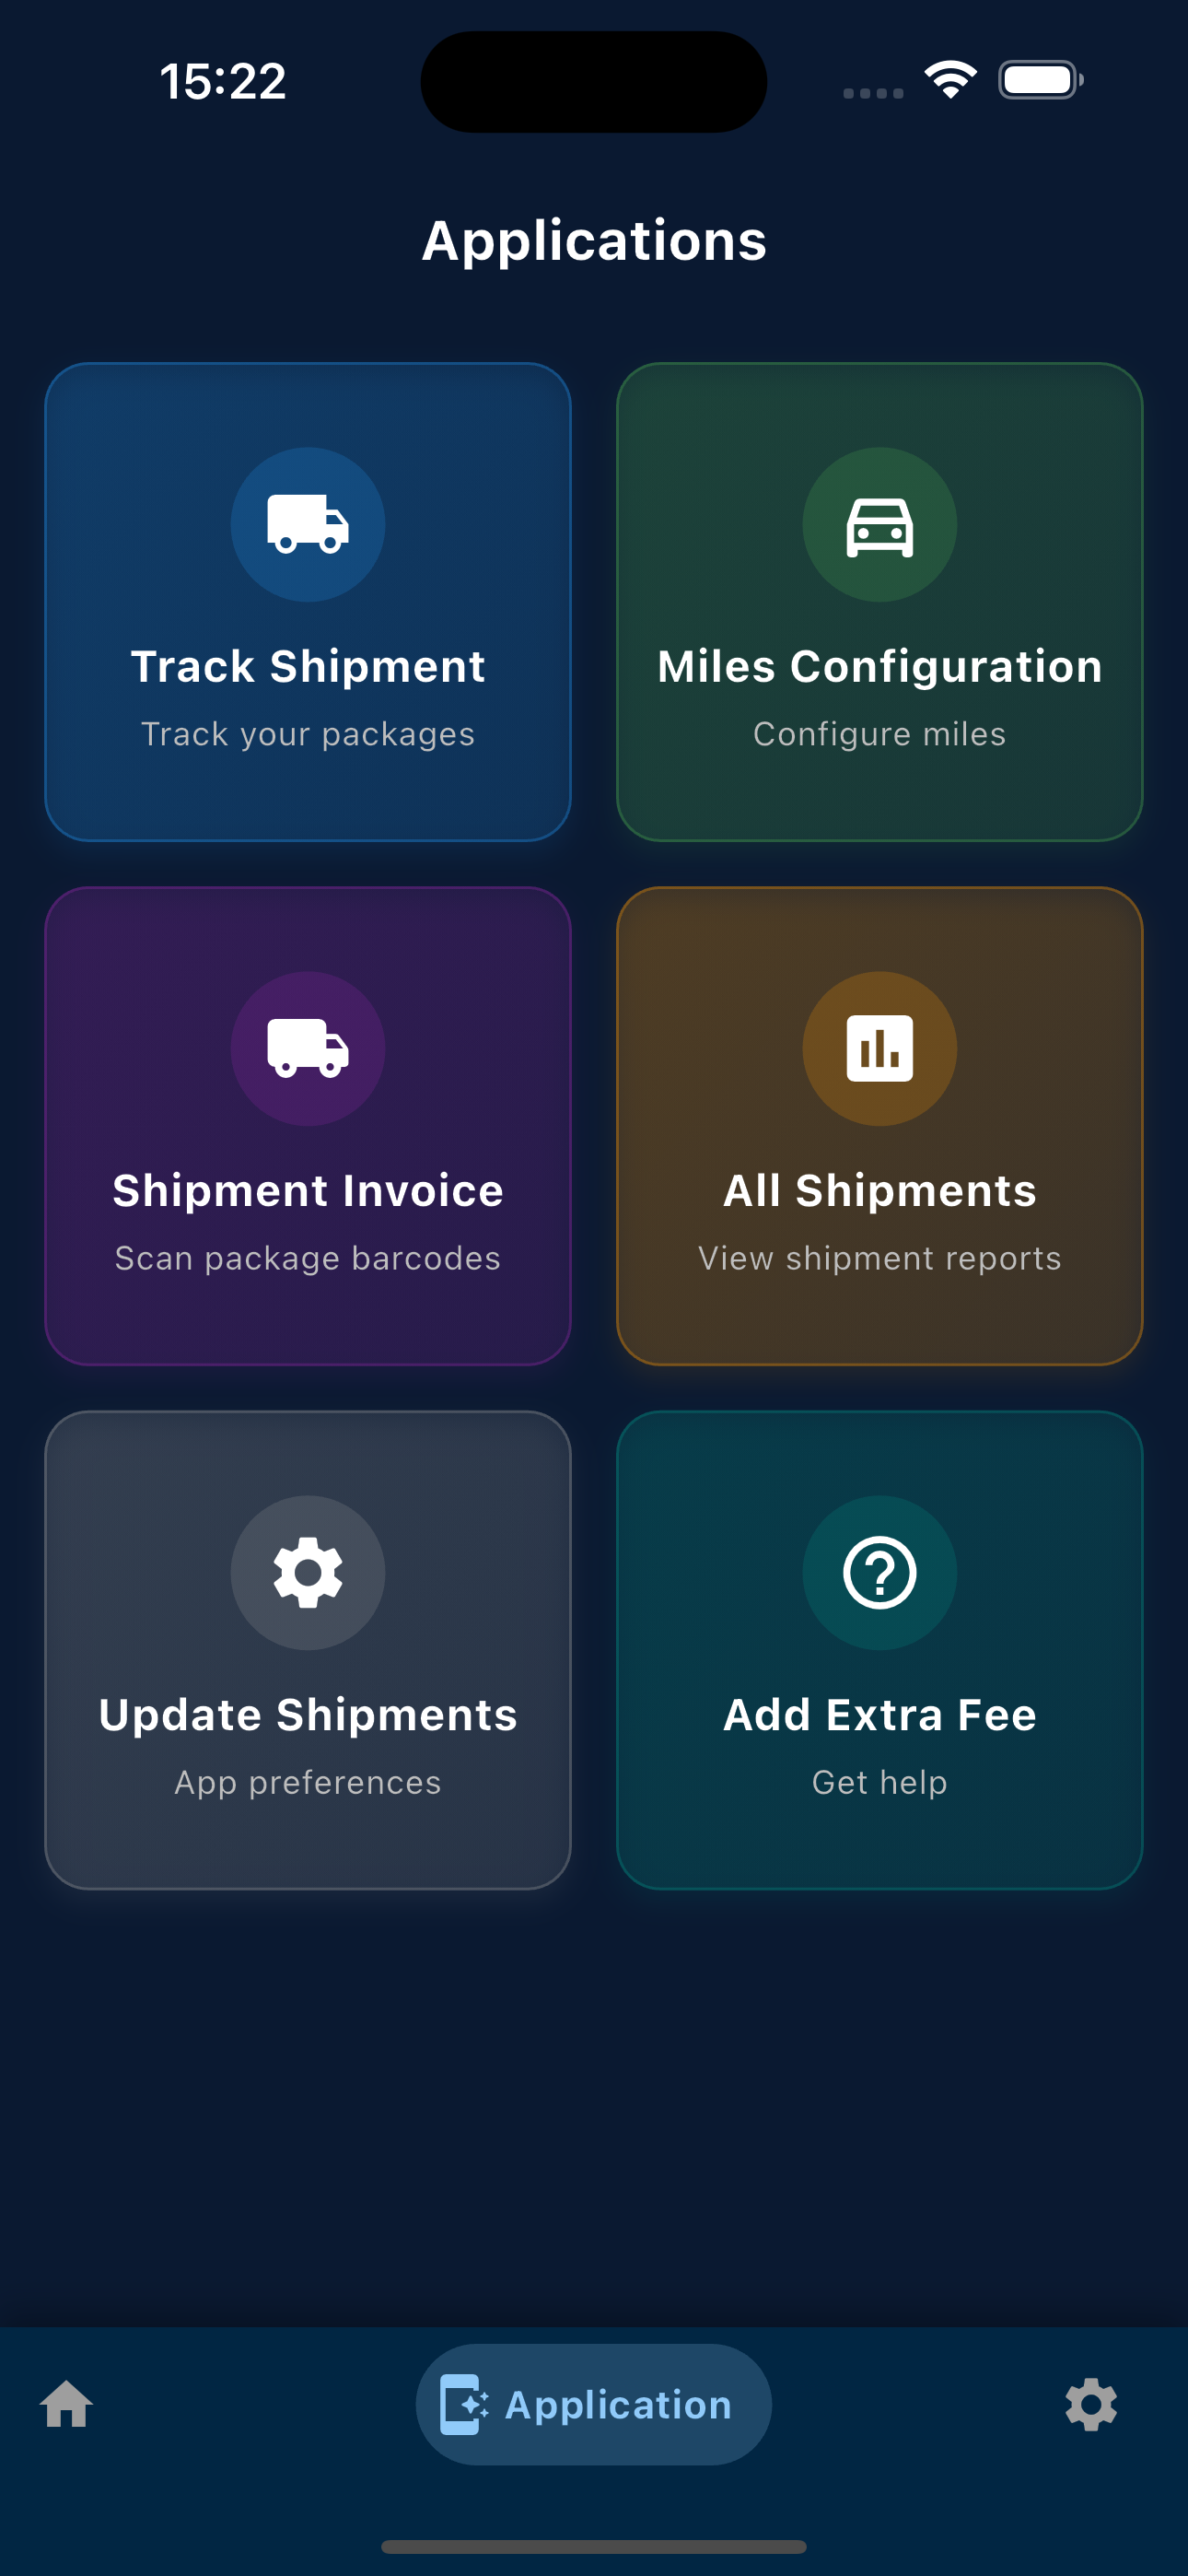 15:22
Applications
Track Shipment
Track your packages
Miles Configuration
Configure miles
Shipment Invoice
Scan package barcodes
All Shipments
View shipment reports
Update Shipments
App preferences
Add Extra Fee
Get help
Application